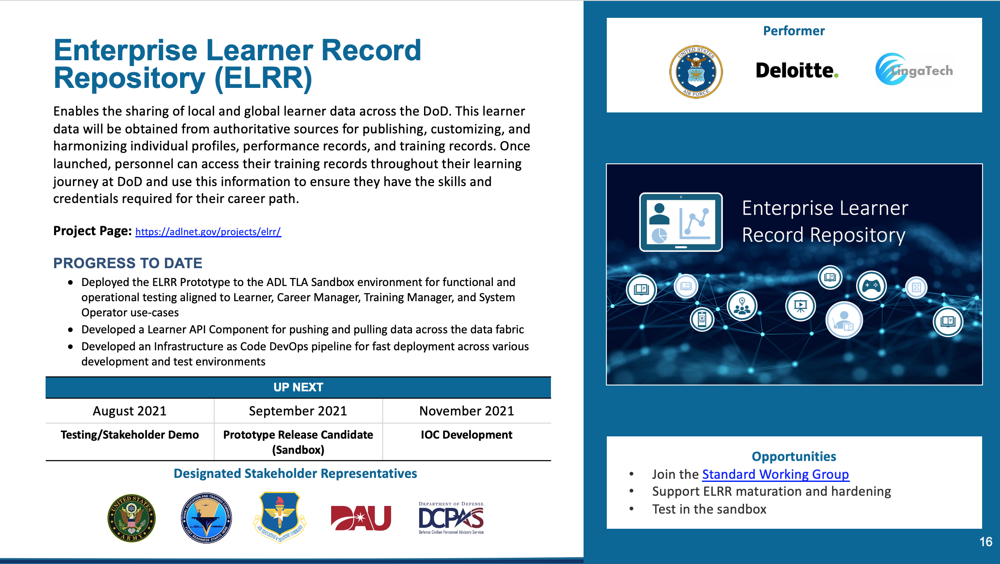 Enterprise Learner Record
Repository (ELRR)
Enables the sharing of local and global learner data across the DoD. This learner
data will be obtained from authoritative sources for publishing, customizing, and
harmonizing individual profiles, performance records, and training records. Once
launched, personnel can access their training records throughout their learning
journey at DoD and use this information to ensure they have the skills and
credentials required for their career path.
Project Page: https://adlnet.gov/projects/elrr/
PROGRESS TO DATE
• Deployed the ELRR Prototype to the ADL TLA Sandbox environment for functional and
operational testing aligned to Learner, Career Manager, Training Manager, and System
Operator use-cases
• Developed a Learner API Component for pushing and pulling data across the data fabric
• Developed an Infrastructure as Code DevOps pipeline for fast deployment across various
development and test environments
UP NEXT
August 2021 September 2021 November 2021
Testing/Stakeholder Demo Prototype Release Candidate IOC Development
(Sandbox)
Designated Stakeholder Representatives
UNITED STATES
ARMY
NAVAL EDUCATION AND TRAINING COMMAND
FLEET READINESS STARTS HERE
AIR EDUCATION & TRAINING COMMAND
DAU
DEPARTMENT OF DEFENSE
DCPAS
Defense Civilian Personnel Advisory Service
Performer
UNITED STATES
AIR FORCE
Deloitte.
LingaTech
Enterprise Learner
Record Repository
Opportunities
• Join the Standard Working Group
• Support ELRR maturation and hardening
• Test in the sandbox
16